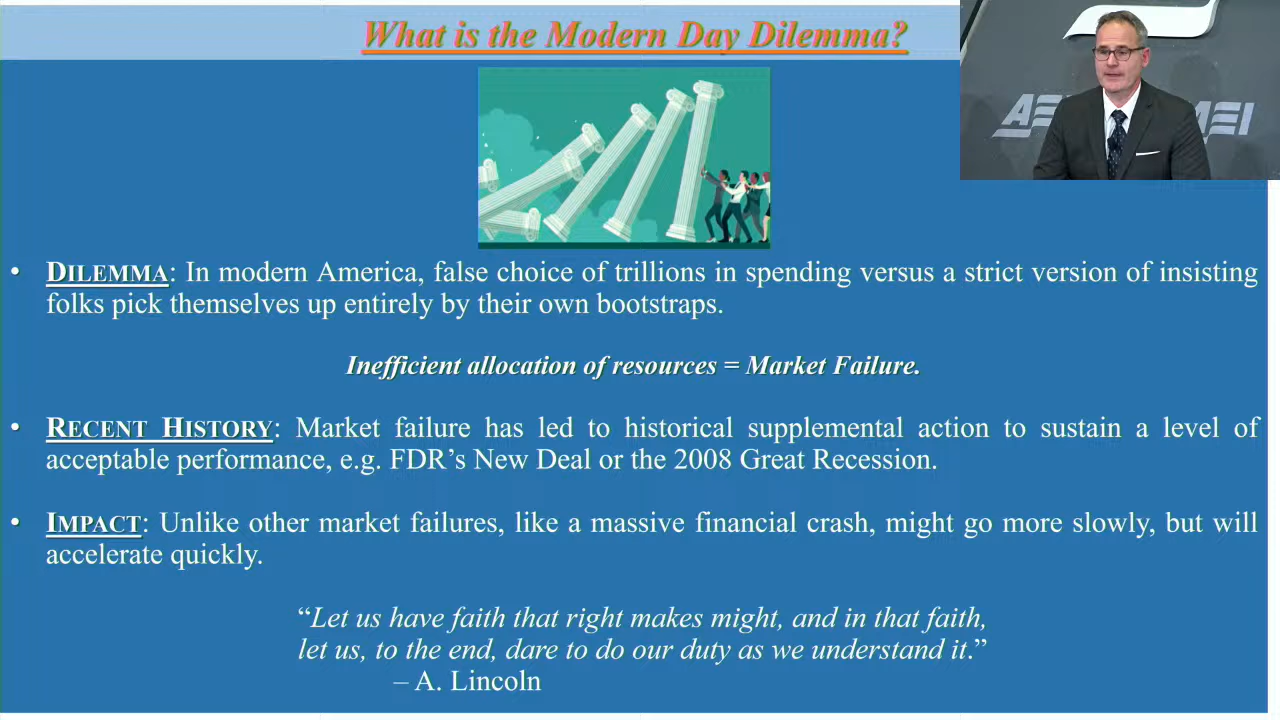 What is the Modern Day Dilemma?
AEI
AEI
• DILEMMA: In modern America, false choice of trillions in spending versus a strict version of insisting
folks pick themselves up entirely by their own bootstraps.
Inefficient allocation of resources = Market Failure.
• RECENT HISTORY: Market failure has led to historical supplemental action to sustain a level of
acceptable performance, e.g. FDR’s New Deal or the 2008 Great Recession.
• IMPACT: Unlike other market failures, like a massive financial crash, might go more slowly, but will
accelerate quickly.
“Let us have faith that right makes might, and in that faith,
let us, to the end, dare to do our duty as we understand it.”
– A. Lincoln